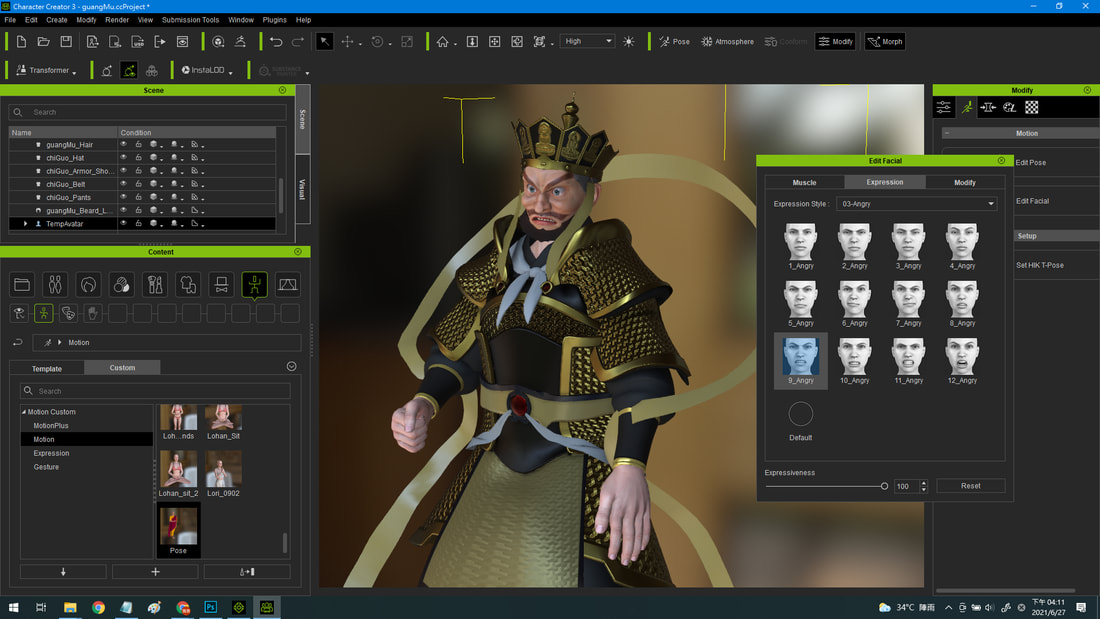 Character Creator 3 - guangMu.ccProject *
File Edit Create Modify Render View Submission Tools Window Plugins Help
High
Pose
Atmosphere
Conform
Modify
Morph
Transformer
InstaLOD
SUBSTANCE PAINTER
Scene
Scene
Visual
Search
Name Condition
guangMu_Hair
chiGuo_Hat
chiGuo_Armor_Sho...
chiGuo_Belt
chiGuo_Pants
guangMu_Beard_L...
TempAvatar
Content
Motion
Template Custom
Search
Motion Custom
MotionPlus
Motion
Expression
Gesture
Loh...nds Lohan_Sit
Lohan_sit_2 Lori_0902
Pose
Edit Facial
Muscle Expression Modify
Expression Style : 03-Angry
1_Angry 2_Angry 3_Angry 4_Angry
5_Angry 6_Angry 7_Angry 8_Angry
9_Angry 10_Angry 11_Angry 12_Angry
Default
Expressiveness
100 Reset
Modify
Motion
Edit Pose
Edit Facial
Setup
Set HIK T-Pose
Ps
34°C 陣雨
下午 04:11
2021/6/27